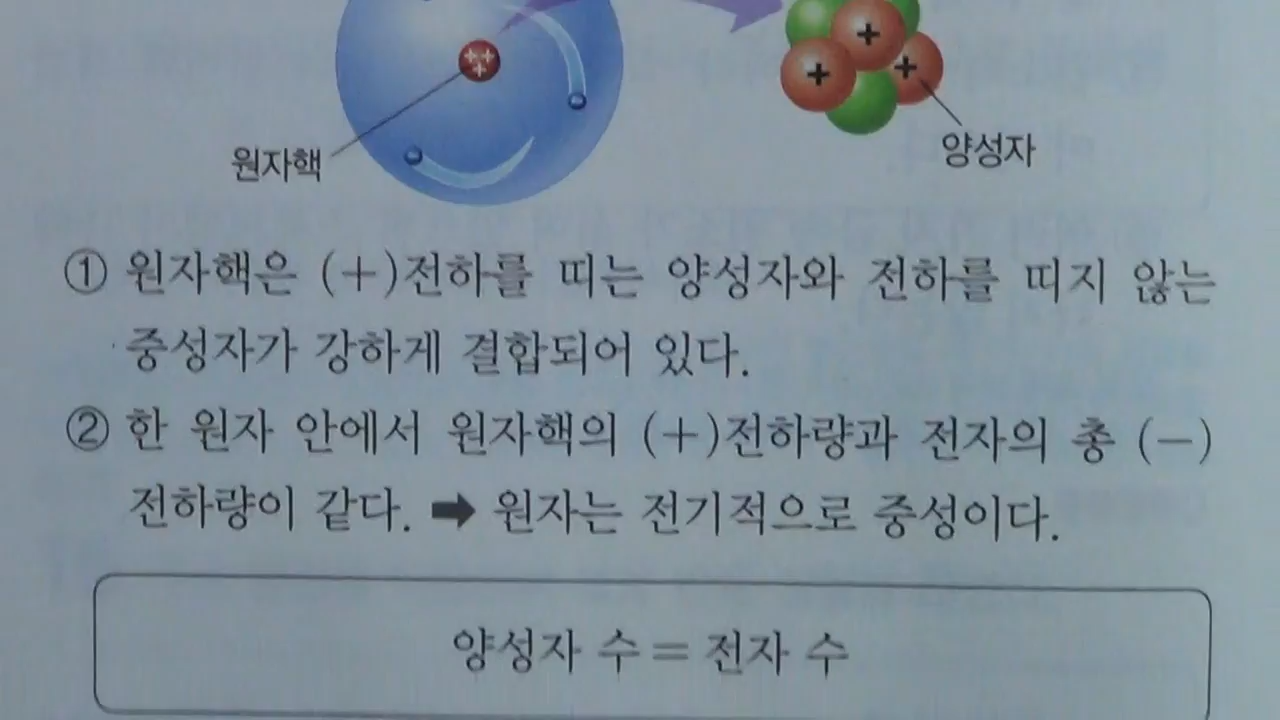 원자핵
양성자
① 원자핵은 (+)전하를 띠는 양성자와 전하를 띠지 않는
중성자가 강하게 결합되어 있다.
② 한 원자 안에서 원자핵의 (+)전하량과 전자의 총 (-)
전하량이 같다. ➡ 원자는 전기적으로 중성이다.
양성자 수 = 전자 수